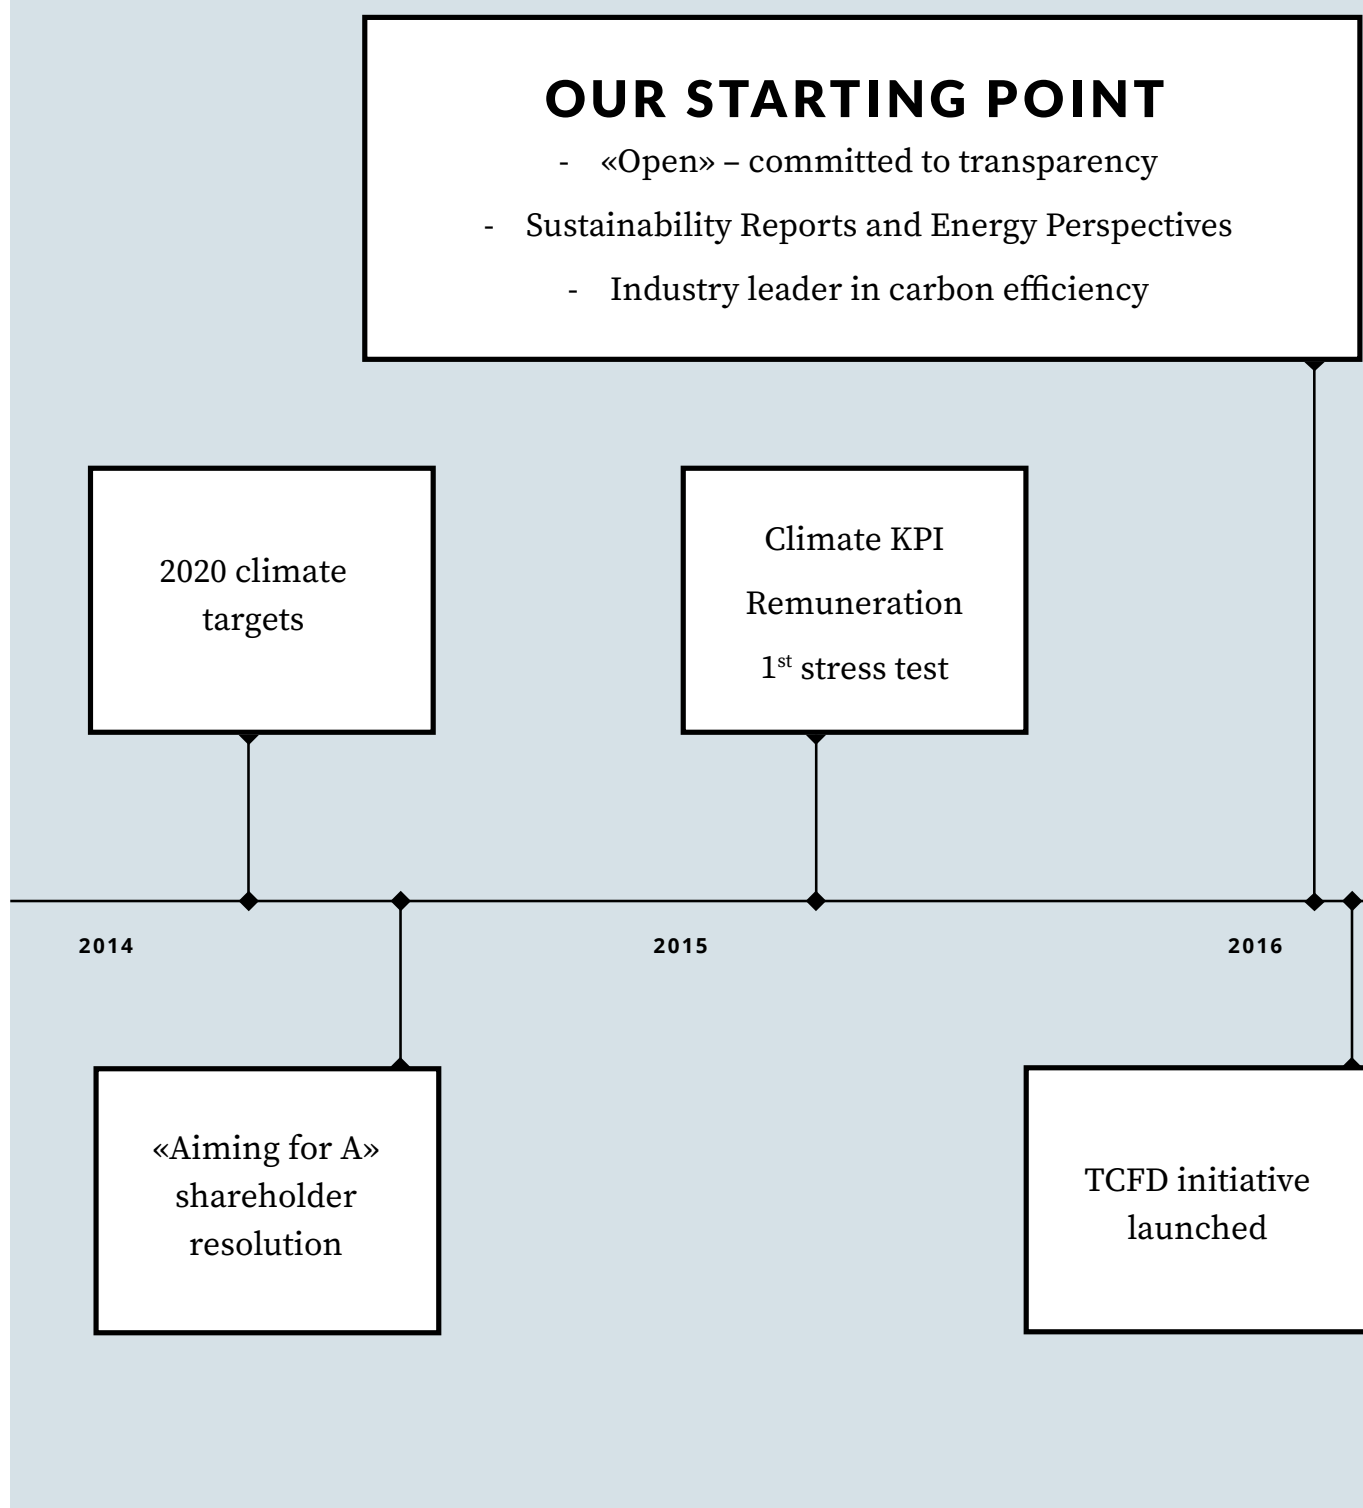 OUR STARTING POINT
- «Open» – committed to transparency
- Sustainability Reports and Energy Perspectives
- Industry leader in carbon efficiency
2020 climate
targets
Climate KPI
Remuneration
1st stress test
2014
2015
2016
«Aiming for A»
shareholder
resolution
TCFD initiative
launched